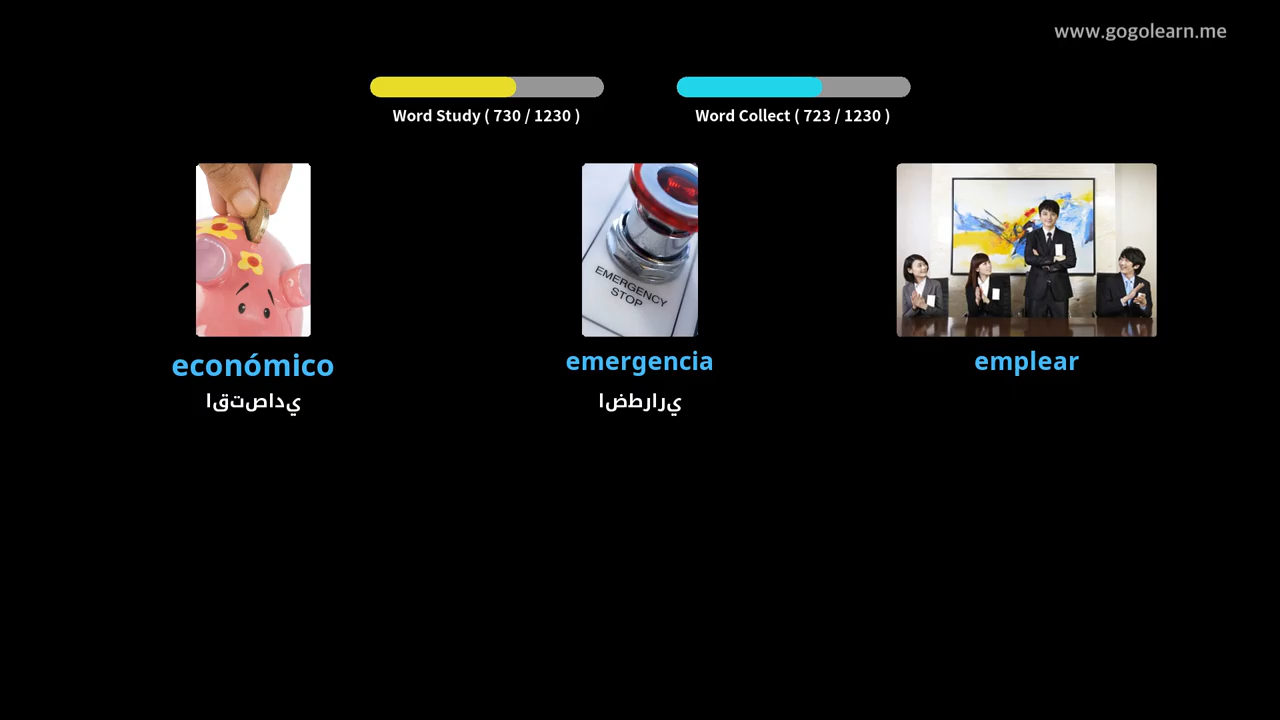 www.gogolearn.me
Word Study ( 730 / 1230 )
Word Collect ( 723 / 1230 )
EMERGENCY
STOP
económico
emergencia
emplear
اقتصادي
اضطراري